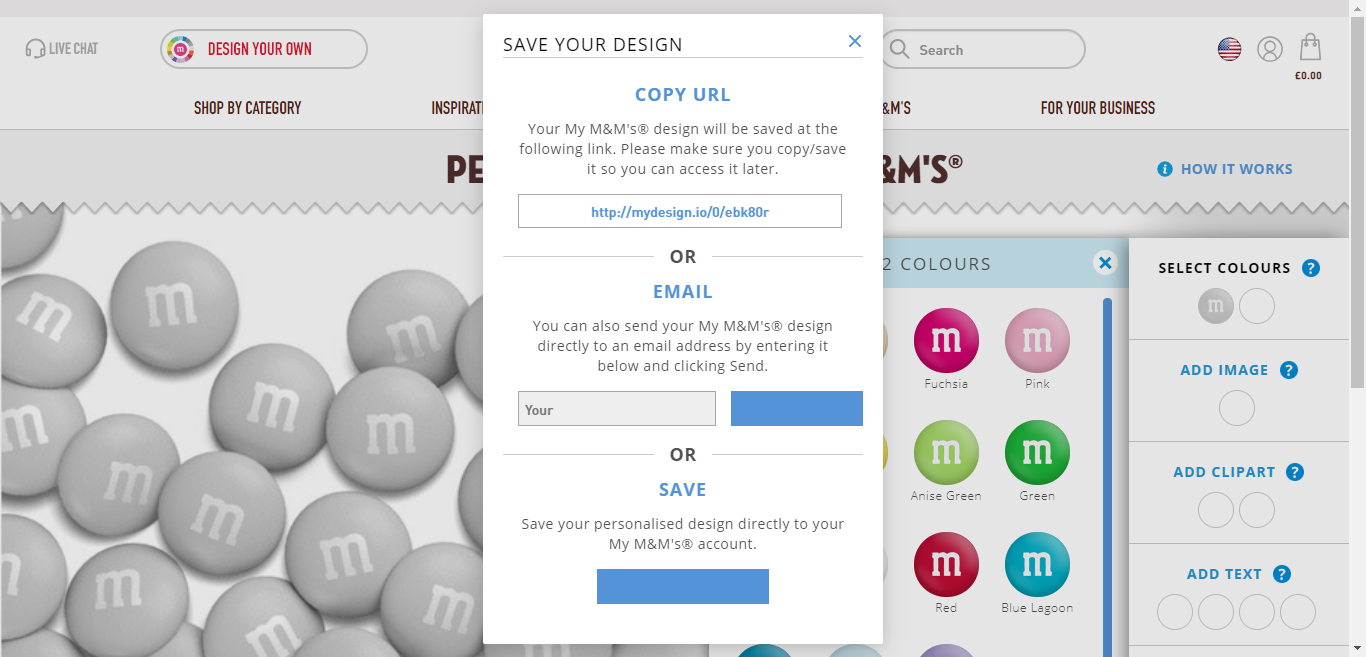 LIVE CHAT
DESIGN YOUR OWN
Search
£0.00
SHOP BY CATEGORY
FOR YOUR BUSINESS
HOW IT WORKS
SAVE YOUR DESIGN
COPY URL
Your My M&M's® design will be saved at the
following link. Please make sure you copy/save
it so you can access it later.
http://mydesign.io/0/ebk80r
OR
EMAIL
You can also send your My M&M's® design
directly to an email address by entering it
below and clicking Send.
Your
OR
SAVE
Save your personalised design directly to your
My M&M's® account.
2 COLOURS
Fuchsia
Pink
Anise Green
Green
Red
Blue Lagoon
SELECT COLOURS ?
ADD IMAGE ?
ADD CLIPART ?
ADD TEXT ?